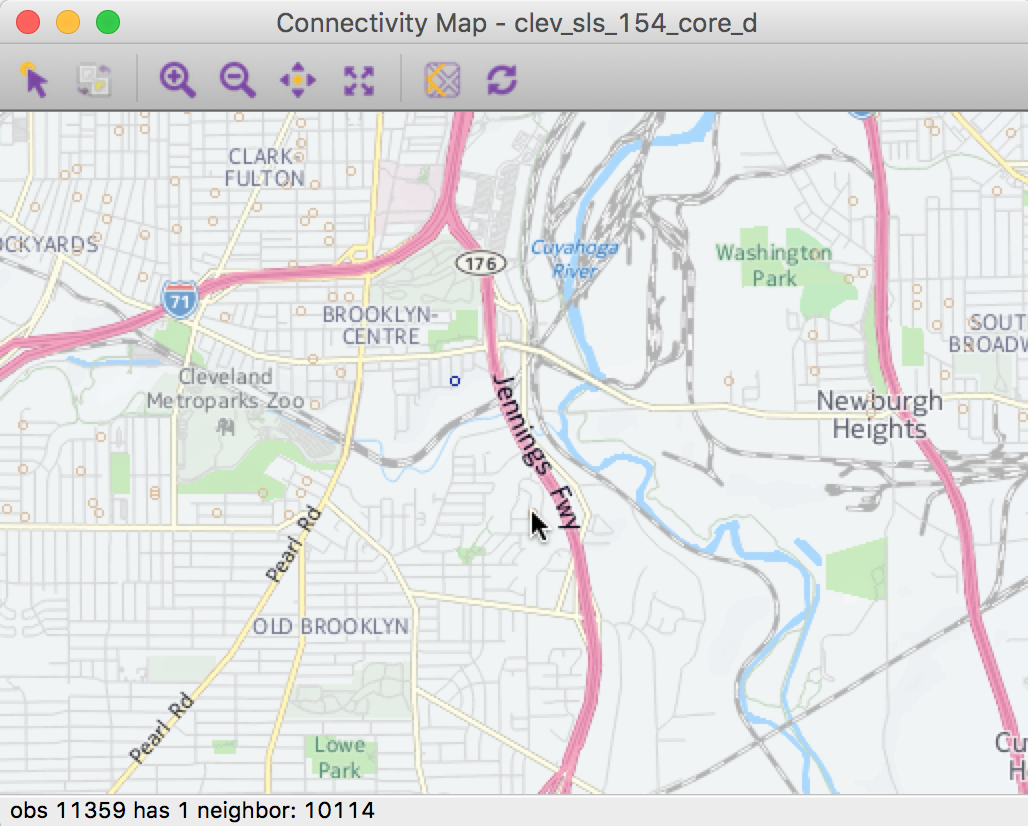 Connectivity Map - clev_sls_154_core_d
CLARK-
FULTON
OCKYARDS
Cuyahoga
River
176
Washington
Park
71
BROOKLYN-
CENTRE
SOUT
BROADW
Cleveland
Metroparks Zoo
Jennings Fwy
Newburgh
Heights
Pearl Rd
OLD BROOKLYN
Pearl Rd
Lowe
Park
Cu
H
obs 11359 has 1 neighbor: 10114